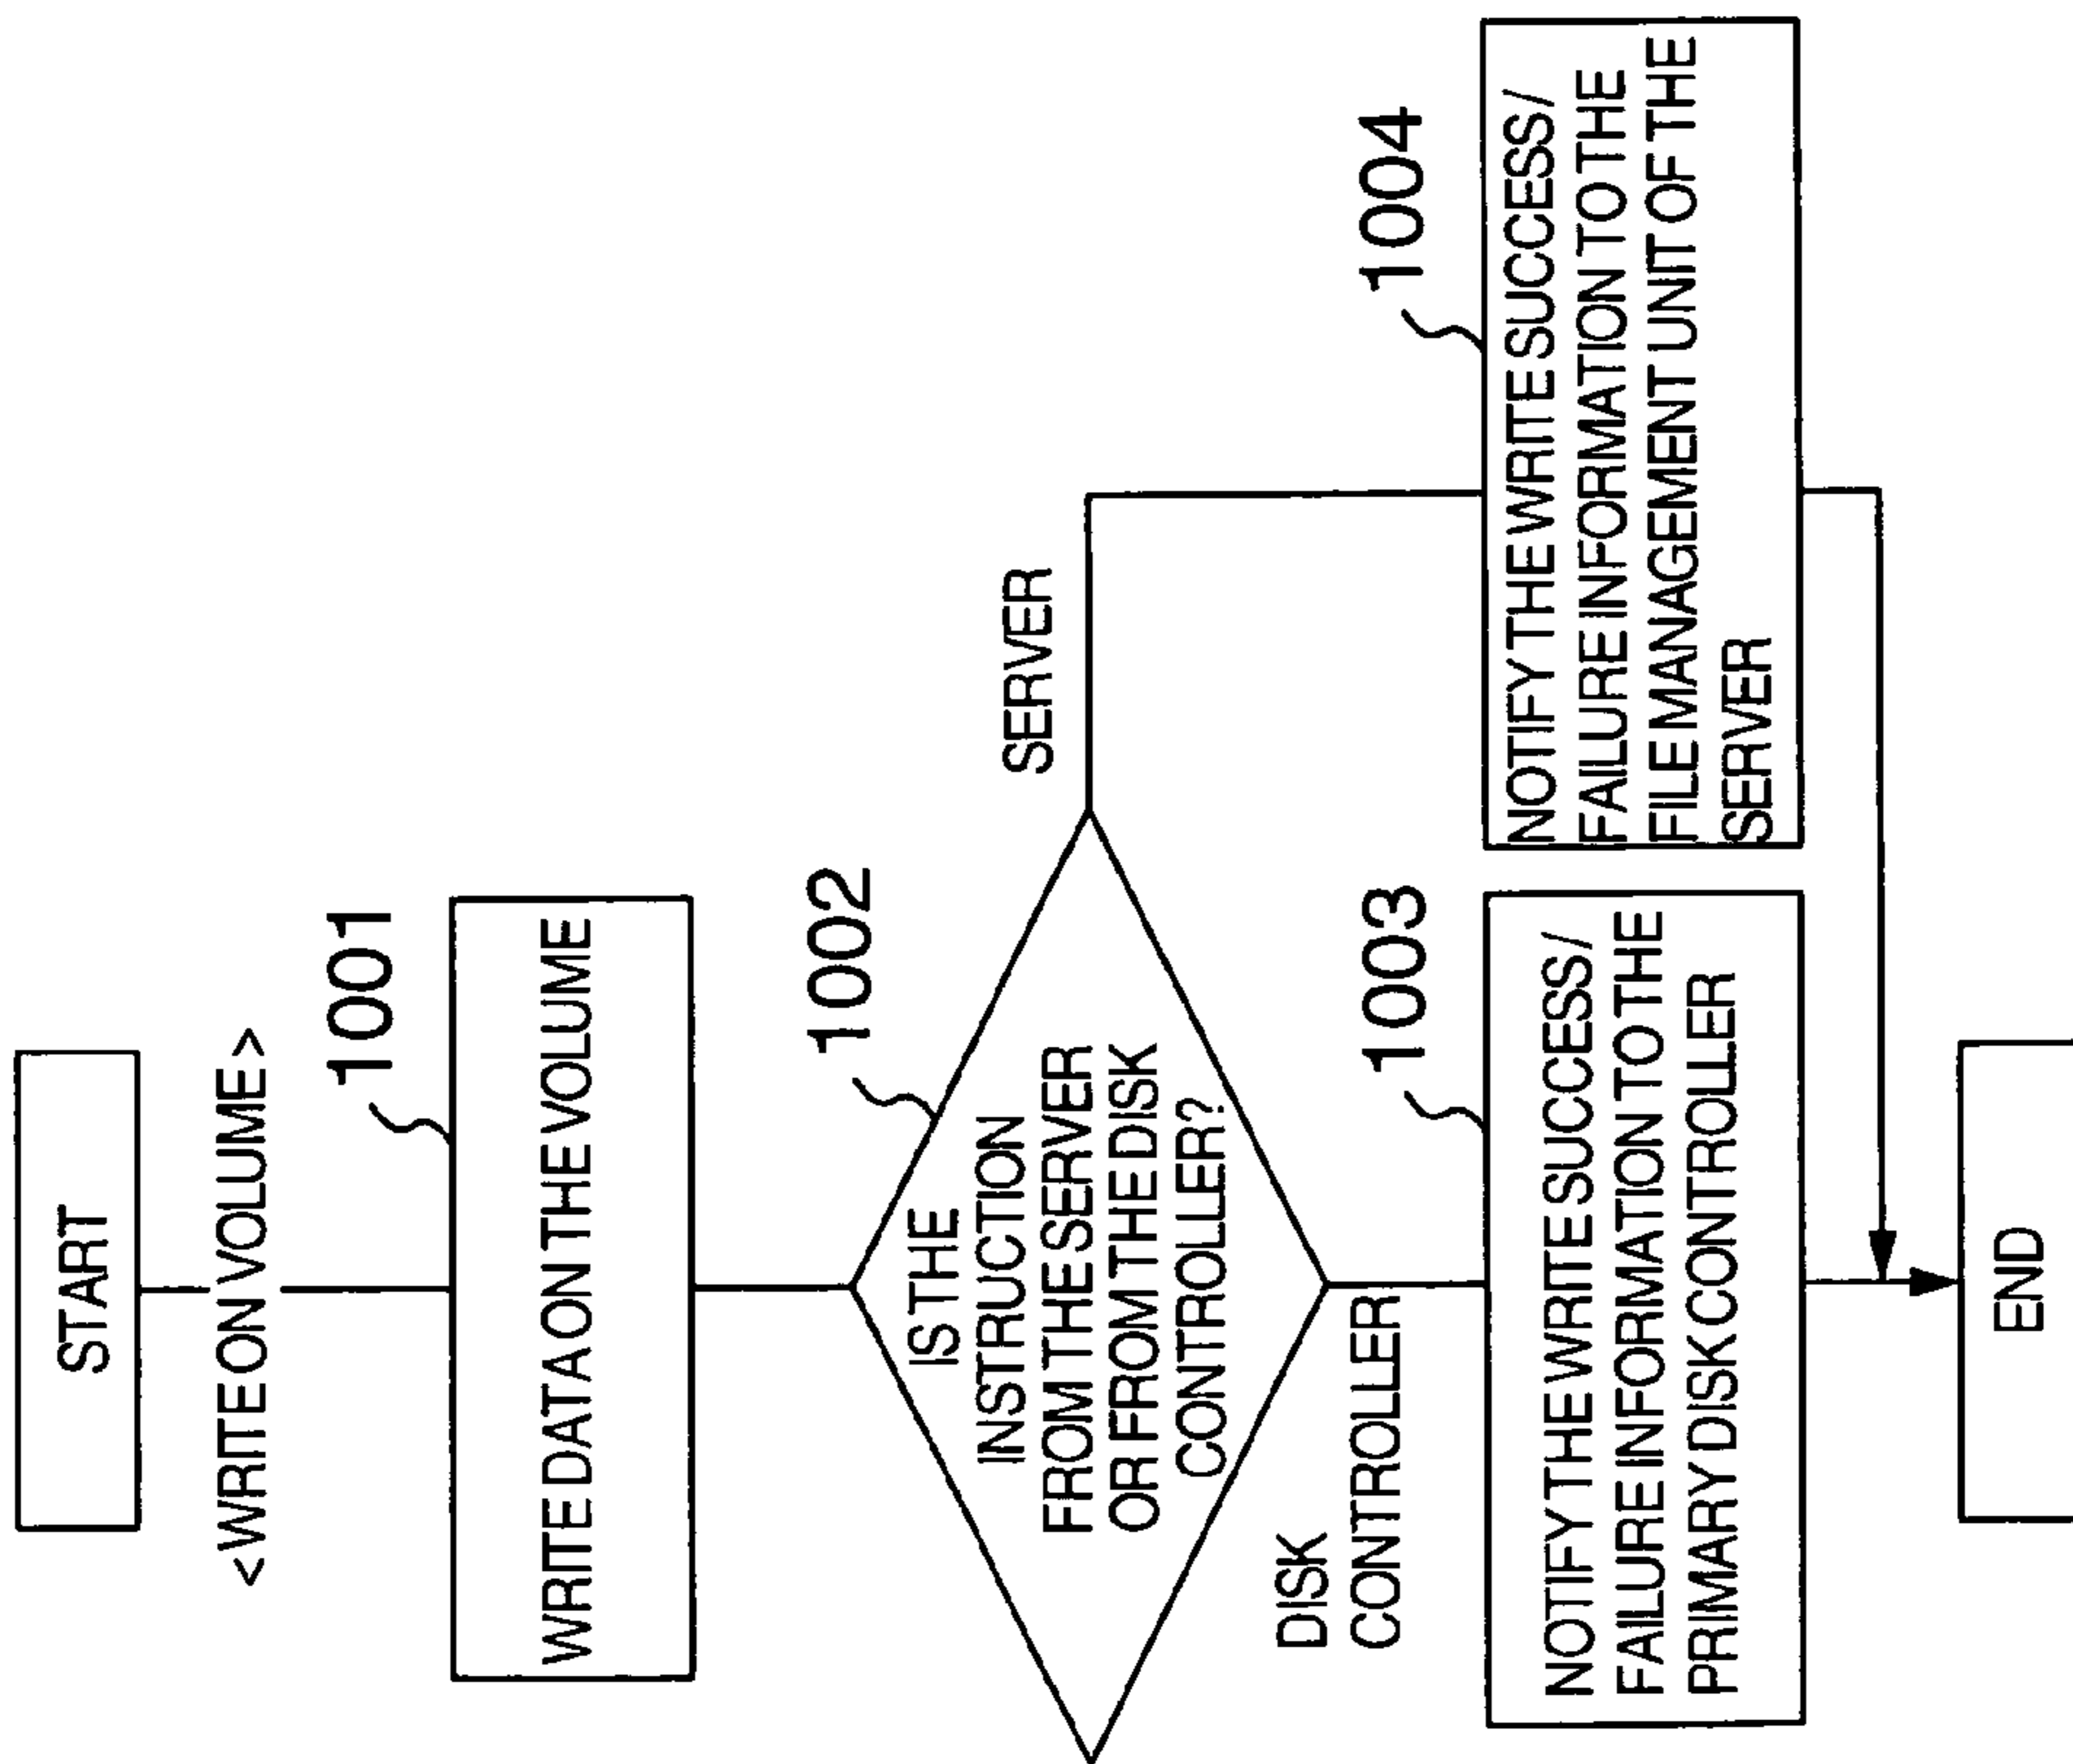 START
<WRITE ON VOLUME>
1001
WRITE DATA ON THE VOLUME
1002
IS THE
INSTRUCTION
FROM THE SERVER
OR FROM THE DISK
CONTROLLER?
SERVER
DISK
CONTROLLER
1003
NOTIFY THE WRITE SUCCESS /
FAILURE INFORMATION TO THE
PRIMARY DISK CONTROLLER
1004
NOTIFY THE WRITE SUCCESS /
FAILURE INFORMATION TO THE
FILE MANAGEMENT UNIT OF THE
SERVER
END